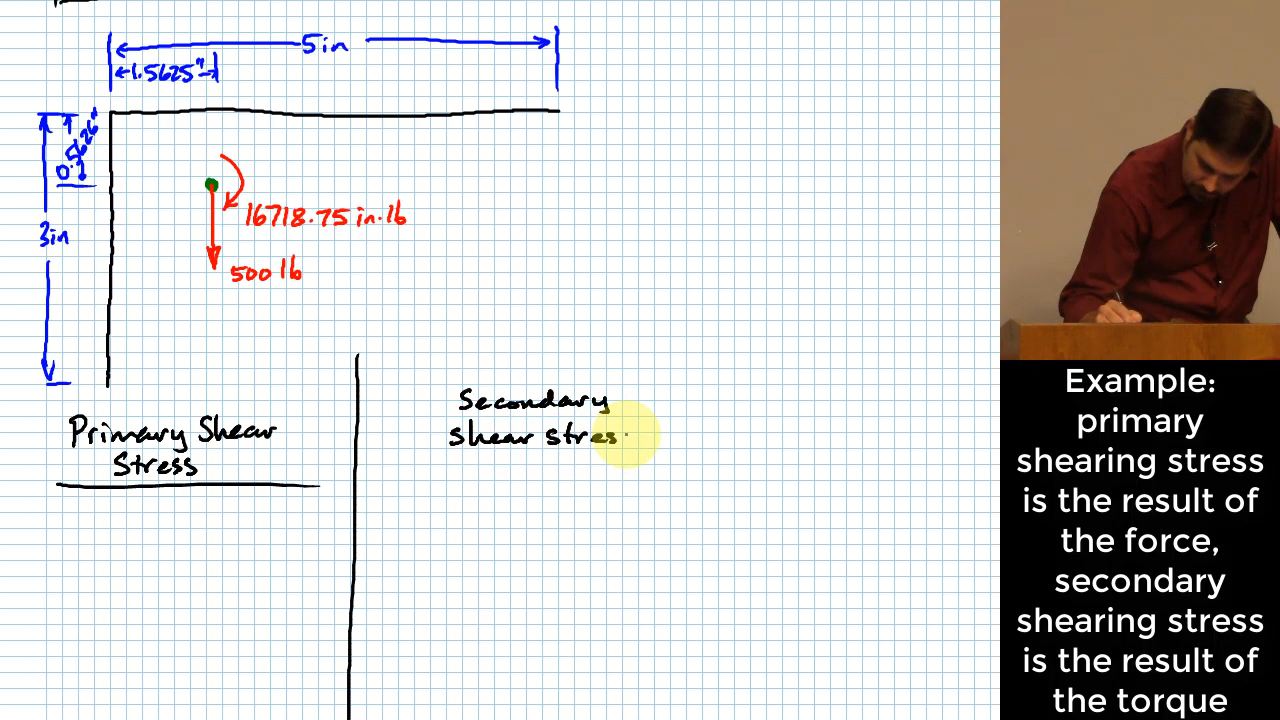 5in
1.5625"
0.5626"
3in
16718.75 in.lb
500 lb
Primary Shear
Stress
Secondary
shear stres
Example:
primary
shearing stress
is the result of
the force,
secondary
shearing stress
is the result of
the torque